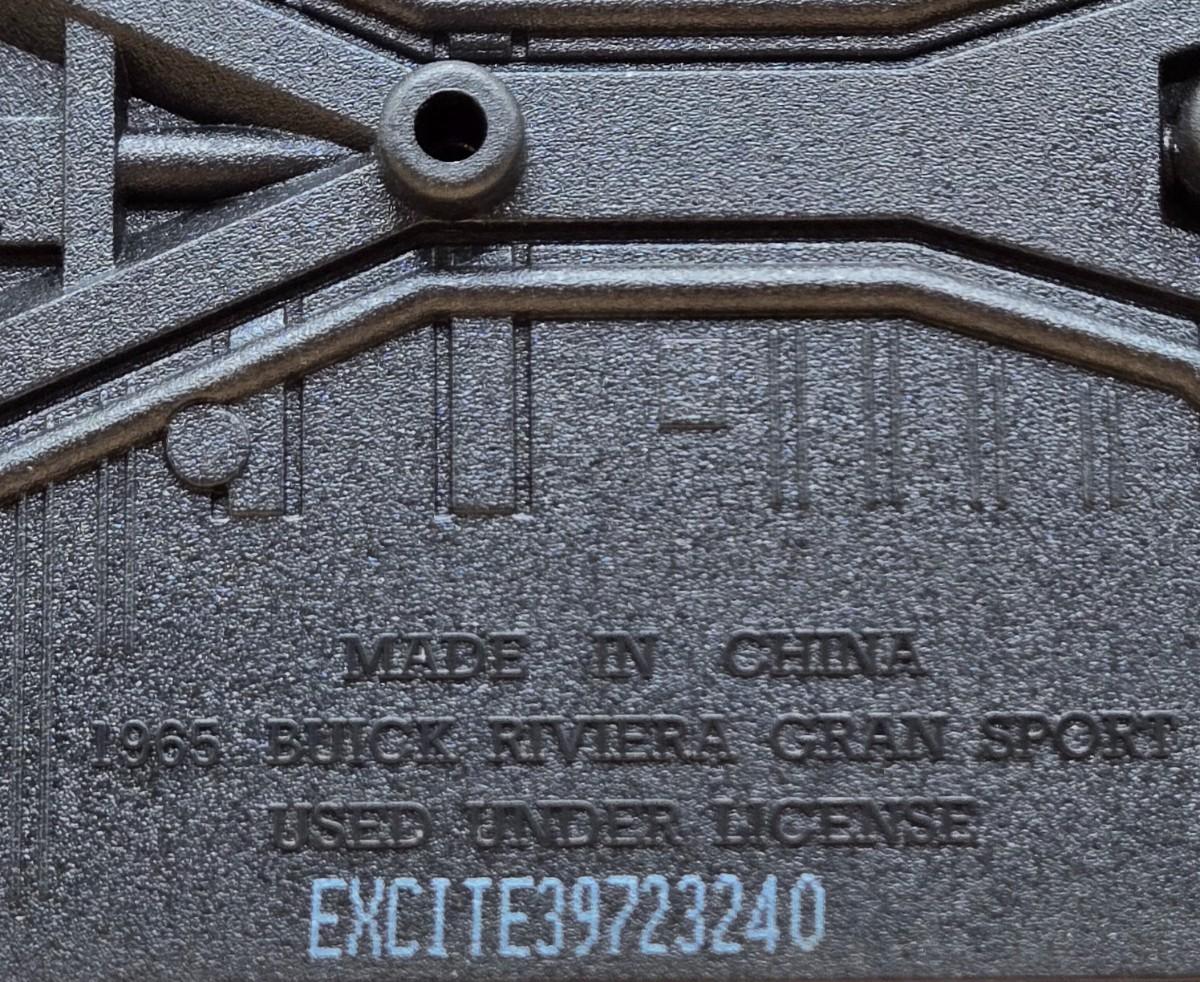 MADE IN CHINA
1965 BUICK RIVIERA GRAN SPORT
USED UNDER LICENSE
EXCITE39723240